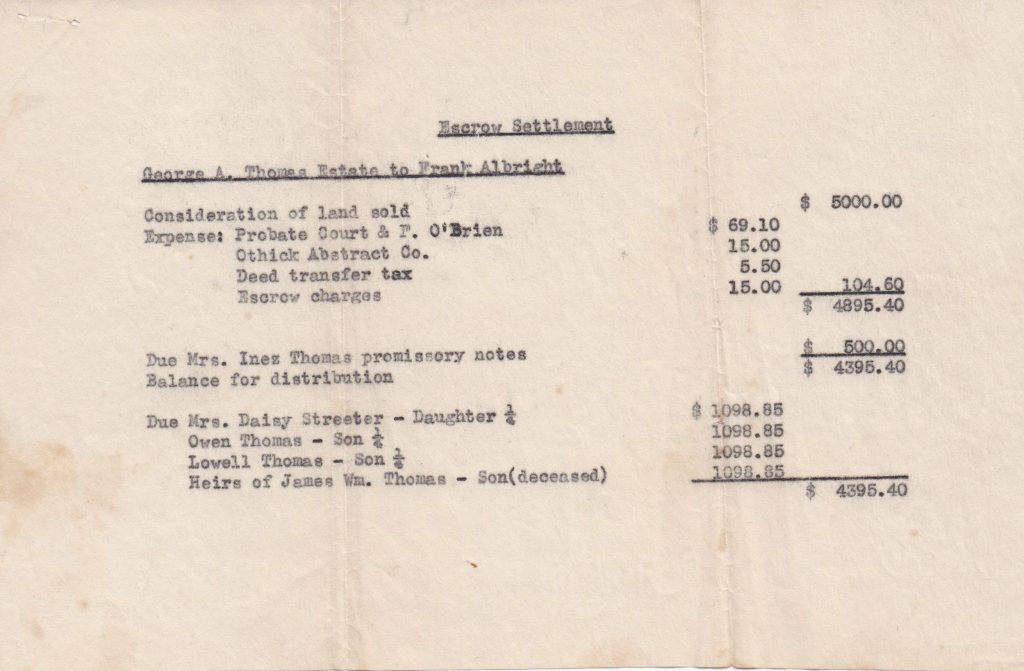 Escrow Settlement
George A. Thomas Estate to Frank Albright
Consideration of land sold $ 5000.00
Expense: Probate Court & F. O'Brien $ 69.10
Othick Abstract Co. 15.00
Deed transfer tax 5.50
Escrow charges 15.00 104.60
$ 4895.40
Due Mrs. Inez Thomas promissory notes $ 500.00
Balance for distribution $ 4395.40
Due Mrs. Daisy Streeter - Daughter ¼ $ 1098.85
Owen Thomas - Son ¼ 1098.85
Lowell Thomas - Son ¼ 1098.85
Heirs of James Wm. Thomas - Son(deceased) 1098.85
$ 4395.40